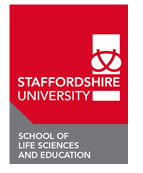 STAFFORDSHIRE
UNIVERSITY
SCHOOL OF
LIFE SCIENCES
AND EDUCATION